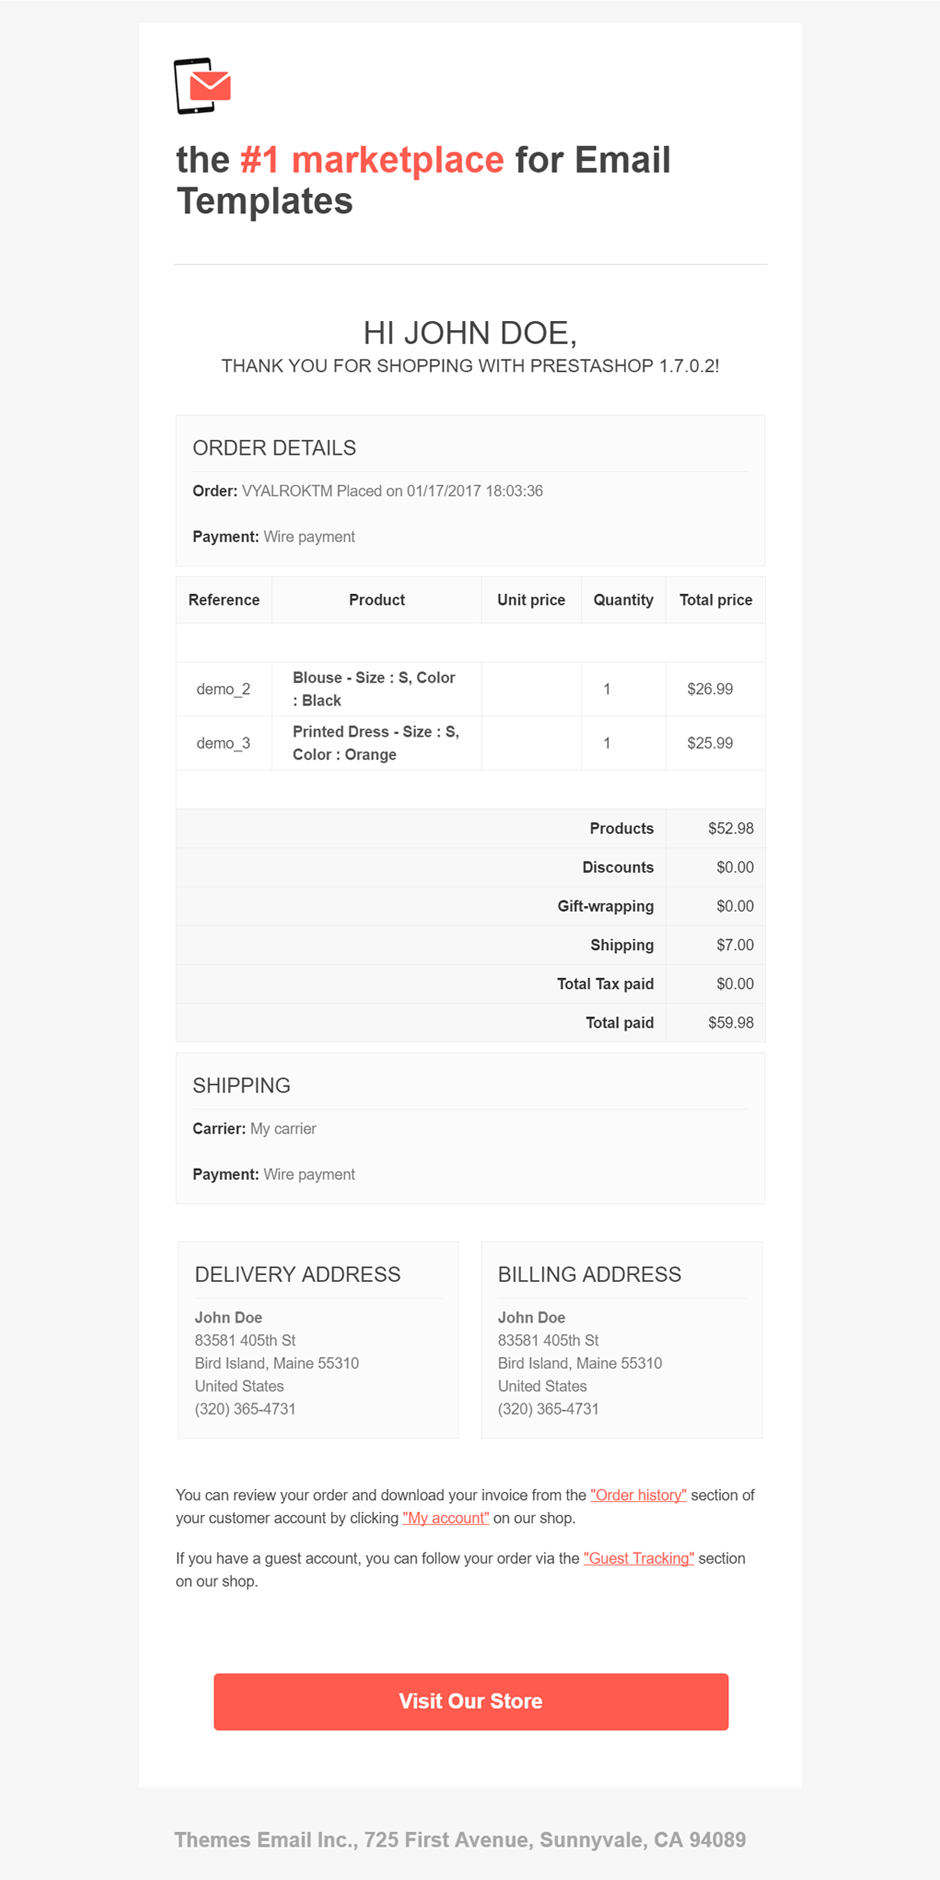 the #1 marketplace for Email
Templates
HI JOHN DOE,
THANK YOU FOR SHOPPING WITH PRESTASHOP 1.7.0.2!
ORDER DETAILS
Order: VYALROKTM Placed on 01/17/2017 18:03:36
Payment: Wire payment
Reference Product Unit price Quantity Total price
demo_2 Blouse - Size : S, Color : Black 1 $26.99
demo_3 Printed Dress - Size : S, Color : Orange 1 $25.99
Products $52.98
Discounts $0.00
Gift-wrapping $0.00
Shipping $7.00
Total Tax paid $0.00
Total paid $59.98
SHIPPING
Carrier: My carrier
Payment: Wire payment
DELIVERY ADDRESS
John Doe
83581 405th St
Bird Island, Maine 55310
United States
(320) 365-4731
BILLING ADDRESS
John Doe
83581 405th St
Bird Island, Maine 55310
United States
(320) 365-4731
You can review your order and download your invoice from the "Order history" section of
your customer account by clicking "My account" on our shop.
If you have a guest account, you can follow your order via the "Guest Tracking" section
on our shop.
Visit Our Store
Themes Email Inc., 725 First Avenue, Sunnyvale, CA 94089